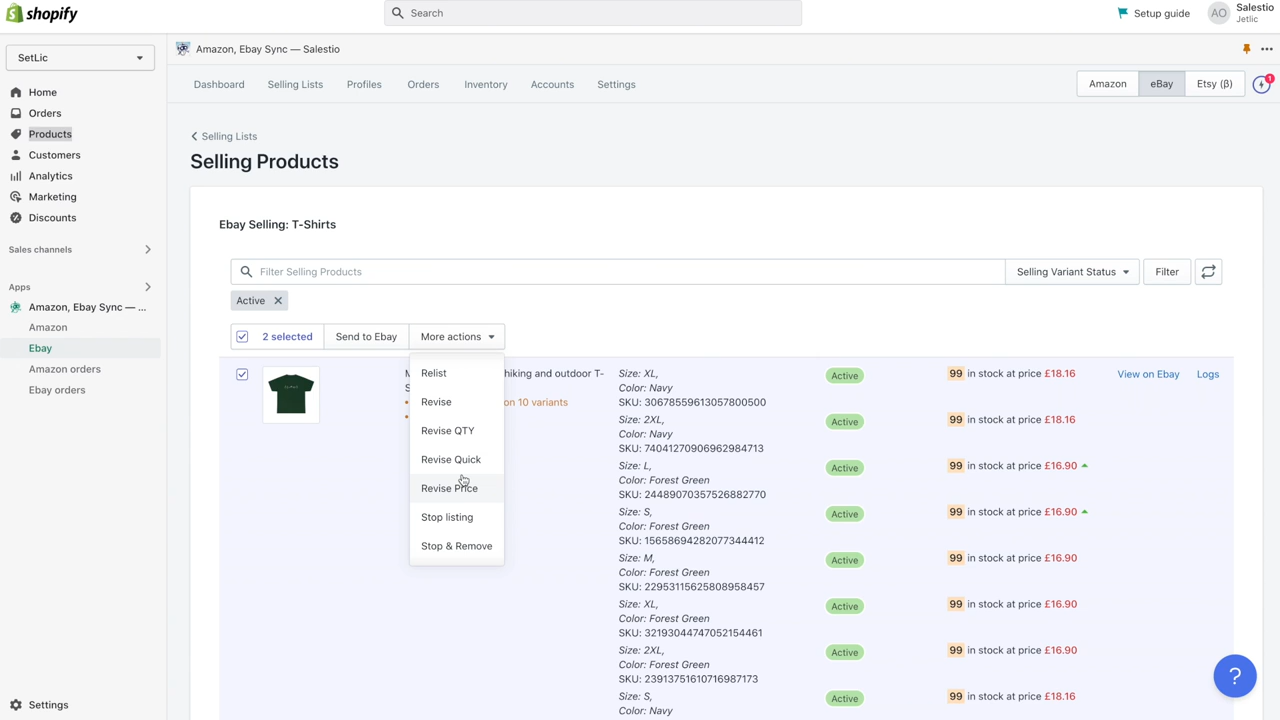 shopify
Search
Setup guide
AO
Salestio
Jetlic
SetLic
Home
Orders
Products
Customers
Analytics
Marketing
Discounts
Sales channels
Apps
Amazon, Ebay Sync — ...
Amazon
Ebay
Amazon orders
Ebay orders
Settings
Amazon, Ebay Sync — Salestio
Dashboard Selling Lists Profiles Orders Inventory Accounts Settings
Amazon eBay Etsy (β) 1
Selling Lists
Selling Products
Ebay Selling: T-Shirts
Filter Selling Products Selling Variant Status Filter
Active
2 selected Send to Ebay More actions
Relist
Revise
Revise QTY
Revise Quick
Revise Price
Stop listing
Stop & Remove
hiking and outdoor T-
on 10 variants
Size: XL, Active 99 in stock at price £18.16 View on Ebay Logs
Color: Navy
SKU: 30678559613057800500
Size: 2XL, Active 99 in stock at price £18.16
Color: Navy
SKU: 74041270906962984713
Size: L, Active 99 in stock at price £16.90
Color: Forest Green
SKU: 24489070357526882770
Size: S, Active 99 in stock at price £16.90
Color: Forest Green
SKU: 15658694282077344412
Size: M, Active 99 in stock at price £16.90
Color: Forest Green
SKU: 22953115625808958457
Size: XL, Active 99 in stock at price £16.90
Color: Forest Green
SKU: 32193044747052154461
Size: 2XL, Active 99 in stock at price £16.90
Color: Forest Green
SKU: 23913751610716987173
Size: S, Active 99 in stock at price £18.16
Color: Navy
?